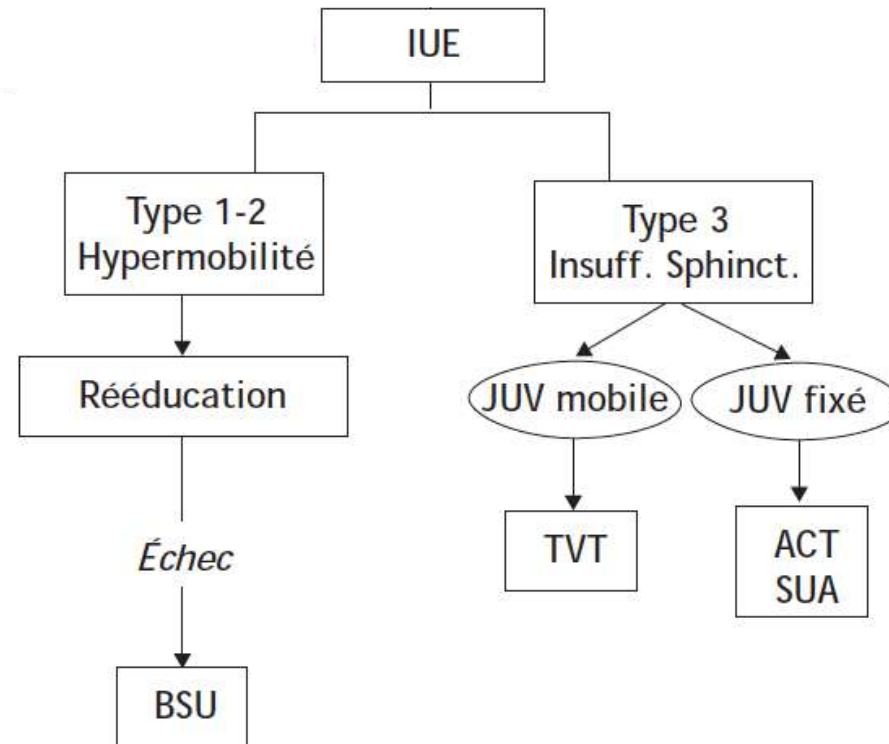 IUE
Type 1-2
Hypermobilité
Type 3
Insuff. Sphinct.
Rééducation
JUV mobile
JUV fixé
Échec
TVT
ACT
SUA
BSU